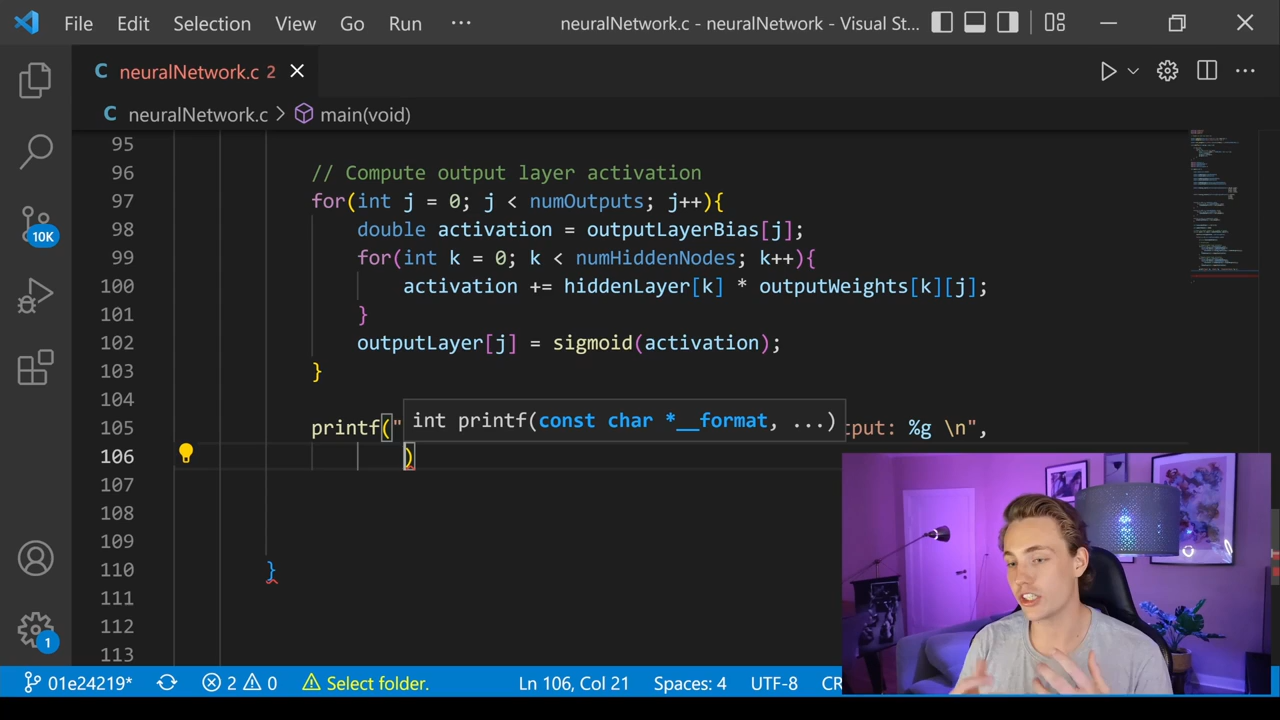 File Edit Selection View Go Run ··· neuralNetwork.c - neuralNetwork - Visual St...
C neuralNetwork.c 2
C neuralNetwork.c > main(void)
95
96 // Compute output layer activation
97 for(int j = 0; j < numOutputs; j++){
98 double activation = outputLayerBias[j];
99 for(int k = 0; k < numHiddenNodes; k++){
100 activation += hiddenLayer[k] * outputWeights[k][j];
101 }
102 outputLayer[j] = sigmoid(activation);
103 }
104
int printf(const char *__format, ...)
105 printf(" put: %g \n",
106 )
107
108
109
110 }
111
112
113
10K
1
01e24219* 2 0 Select folder. Ln 106, Col 21 Spaces: 4 UTF-8